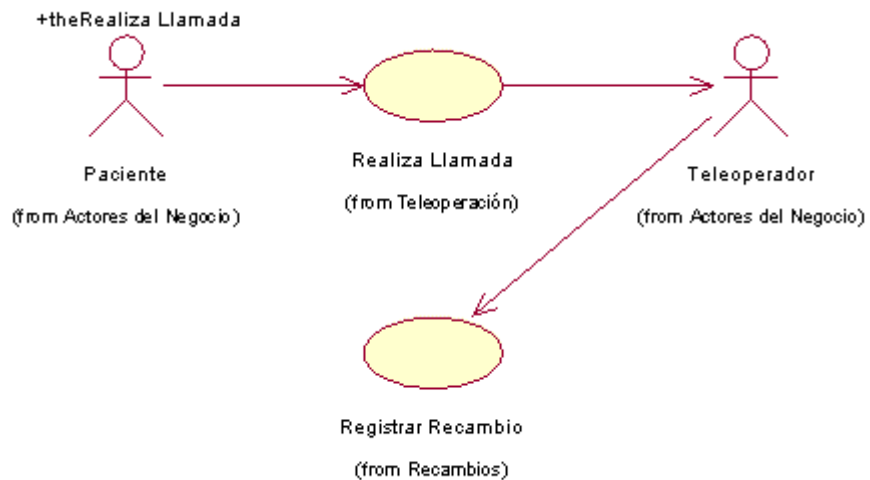 +theRealiza Llamada
Paciente
(from Actores del Negocio)
Realiza Llamada
(from Teleoperación)
Teleoperador
(from Actores del Negocio)
Registrar Recambio
(from Recambios)